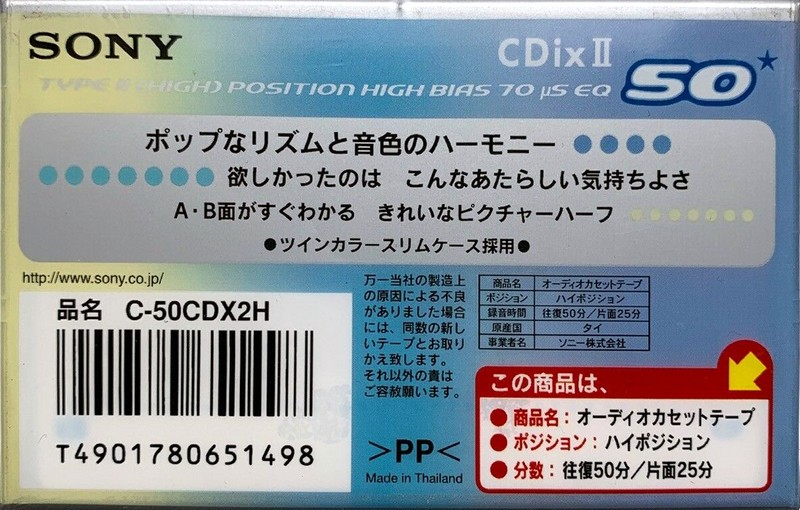 SONY
CDixⅡ
TYPE Ⅱ (HIGH) POSITION HIGH BIAS 70 μS EQ
50
ポップなリズムと音色のハーモニー
欲しかったのは こんなあたらしい気持ちよさ
A・B面がすぐわかる きれいなピクチャーハーフ
●ツインカラースリムケース採用●
http://www.sony.co.jp/
品名 C-50CDX2H
T4901780651498
万一当社の製造上
の原因による不良
がありました場合
には、同数の新し
いテープとお取り
かえ致します。
それ以外の責は
ご容赦願います。
>PP<
Made in Thailand
商品名 オーディオカセットテープ
ポジション ハイポジション
録音時間 往復50分/片面25分
原産国 タイ
事業者名 ソニー株式会社
この商品は、
●商品名:オーディオカセットテープ
●ポジション:ハイポジション
●分数:往復50分/片面25分